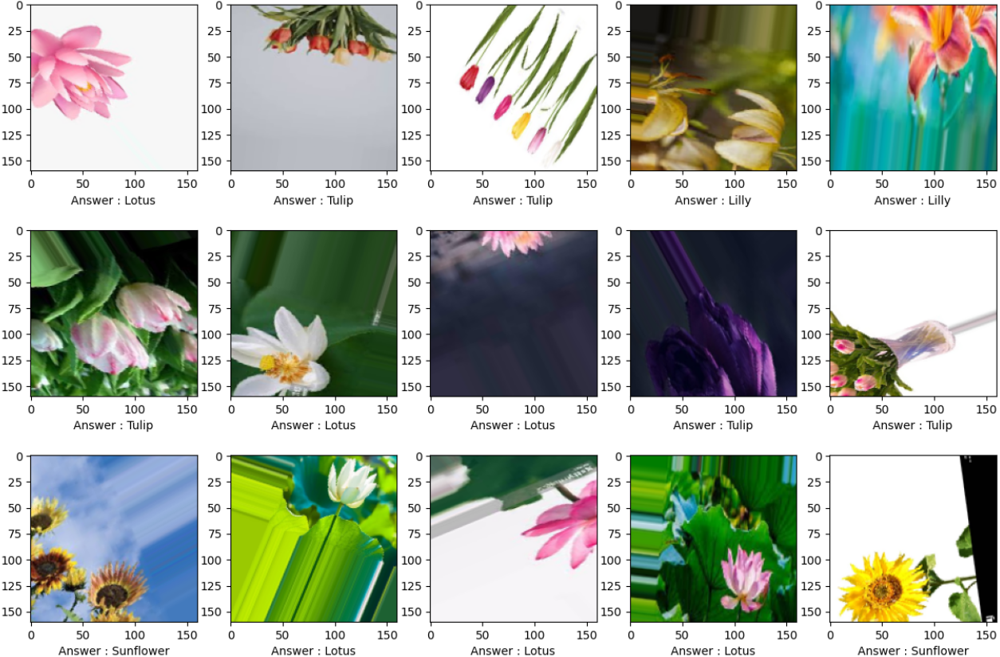 0 25 50 75 100 125 150 0 25 50 75 100 125 150 0 25 50 75 100 125 150 0 25 50 75 100 125 150 0 25 50 75 100 125 150
0 50 100 150 0 50 100 150 0 50 100 150 0 50 100 150 0 50 100 150
Answer : Lotus Answer : Tulip Answer : Tulip Answer : Lilly Answer : Lilly
0 25 50 75 100 125 150 0 25 50 75 100 125 150 0 25 50 75 100 125 150 0 25 50 75 100 125 150 0 25 50 75 100 125 150
0 50 100 150 0 50 100 150 0 50 100 150 0 50 100 150 0 50 100 150
Answer : Tulip Answer : Lotus Answer : Lotus Answer : Tulip Answer : Tulip
0 25 50 75 100 125 150 0 25 50 75 100 125 150 0 25 50 75 100 125 150 0 25 50 75 100 125 150 0 25 50 75 100 125 150
0 50 100 150 0 50 100 150 0 50 100 150 0 50 100 150 0 50 100 150
Answer : Sunflower Answer : Lotus Answer : Lotus Answer : Lotus Answer : Sunflower